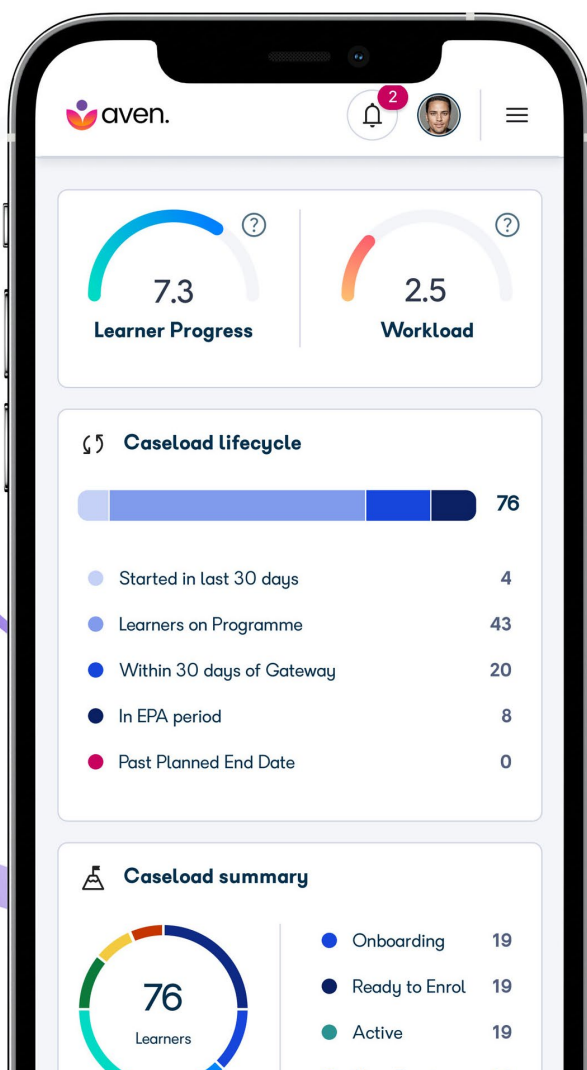 aven.
2
7.3
Learner Progress
2.5
Workload
Caseload lifecycle
76
Started in last 30 days 4
Learners on Programme 43
Within 30 days of Gateway 20
In EPA period 8
Past Planned End Date 0
Caseload summary
76
Learners
Onboarding 19
Ready to Enrol 19
Active 19